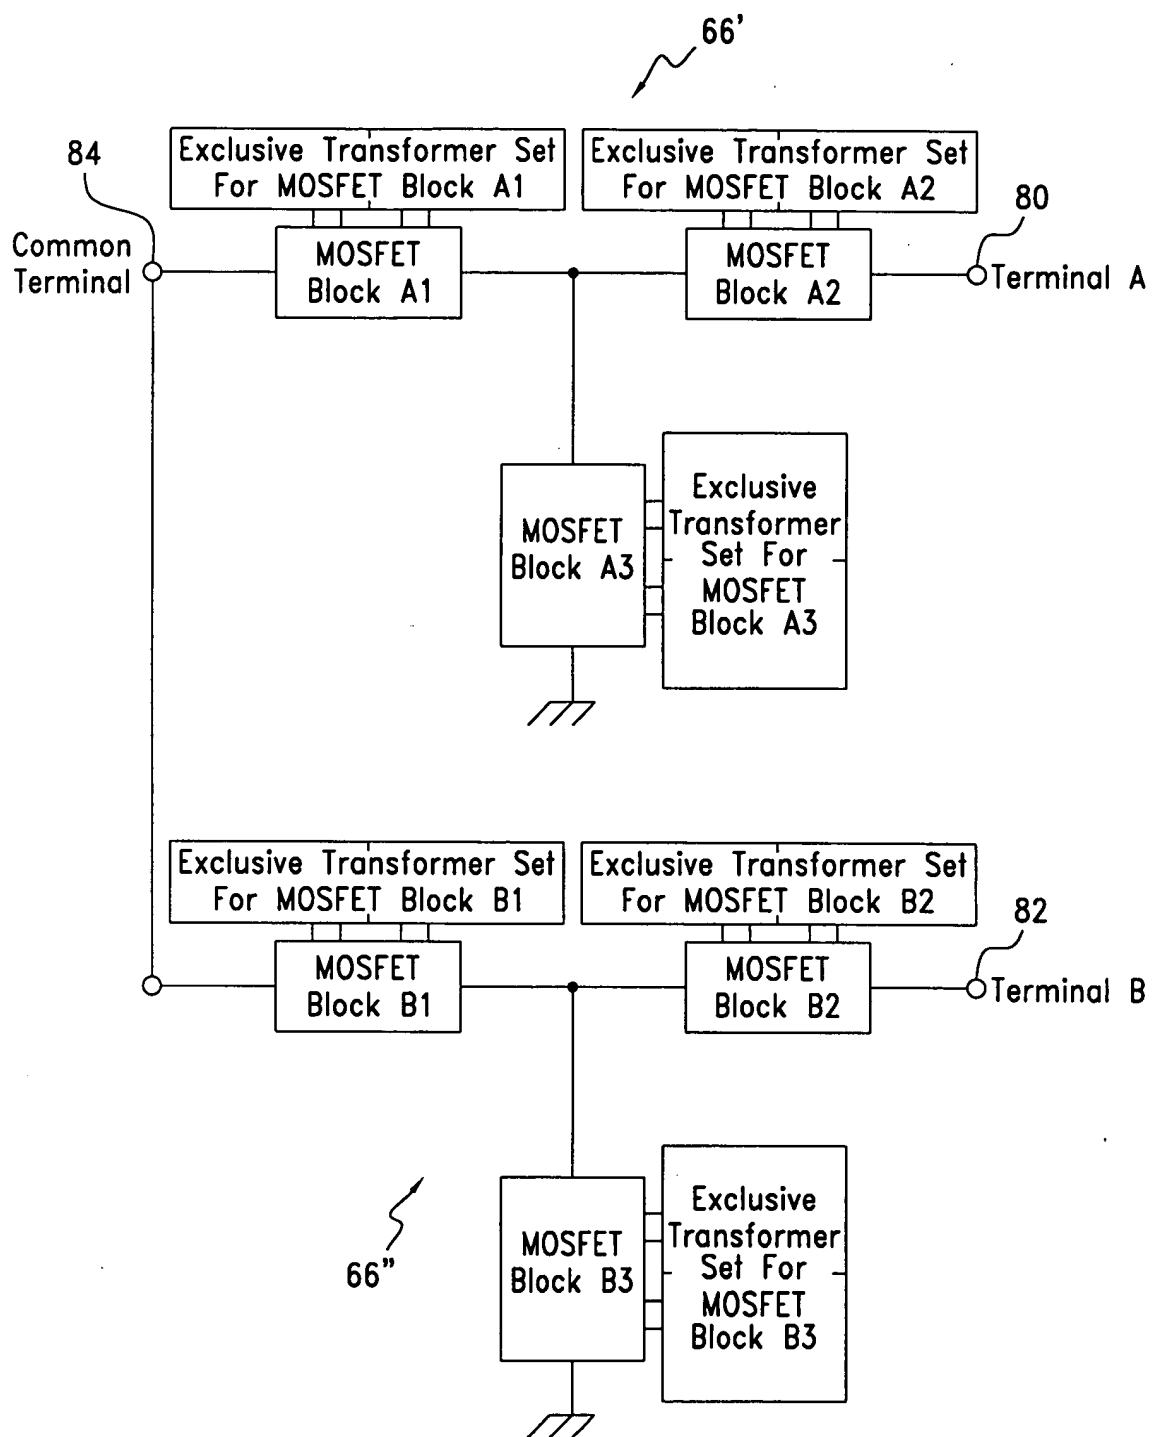 66'
84
Exclusive Transformer Set
For MOSFET Block A1
Exclusive Transformer Set
For MOSFET Block A2
80
Common
Terminal
MOSFET
Block A1
MOSFET
Block A2
Terminal A
MOSFET
Block A3
Exclusive
Transformer
Set For
MOSFET
Block A3
Exclusive Transformer Set
For MOSFET Block B1
Exclusive Transformer Set
For MOSFET Block B2
82
MOSFET
Block B1
MOSFET
Block B2
Terminal B
66"
MOSFET
Block B3
Exclusive
Transformer
Set For
MOSFET
Block B3